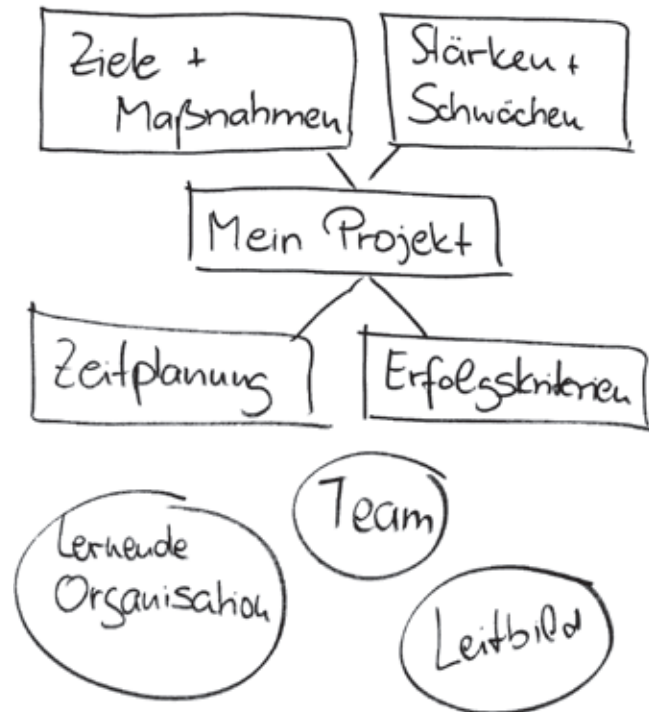 Ziele +
Maßnahmen
Stärken +
Schwächen
Mein Projekt
Zeitplanung
Erfolgskriterien
Team
Lernende
Organisation
Leitbild